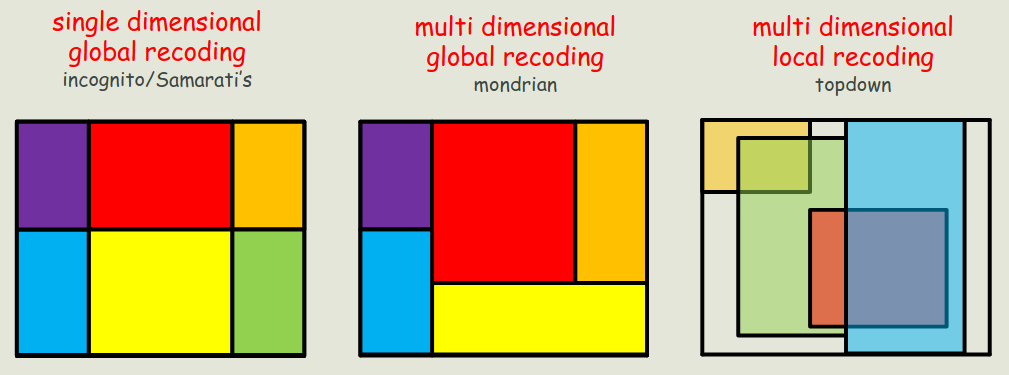 single dimensional
global recoding
incognito/Samarati's
multi dimensional
global recoding
mondrian
multi dimensional
local recoding
topdown